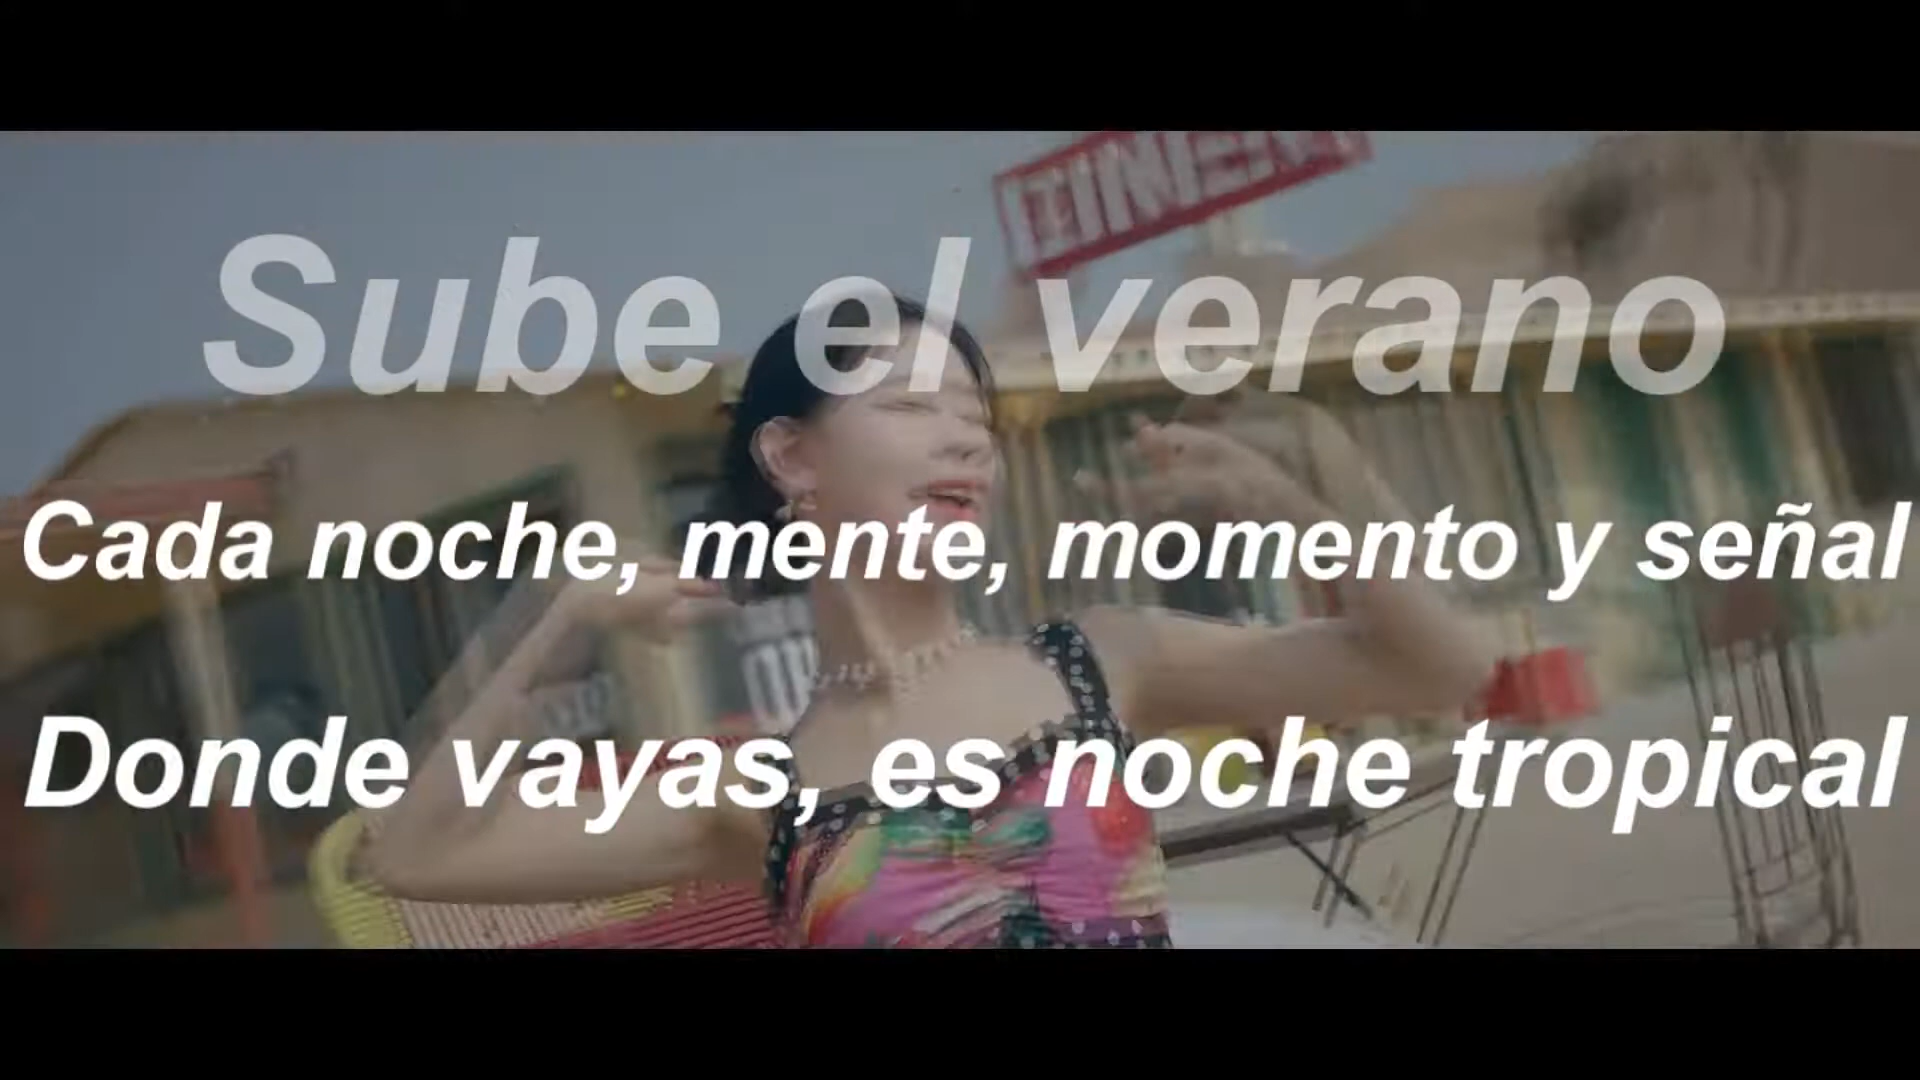 Sube el verano
Cada noche, mente, momento y señal
Donde vayas, es noche tropical